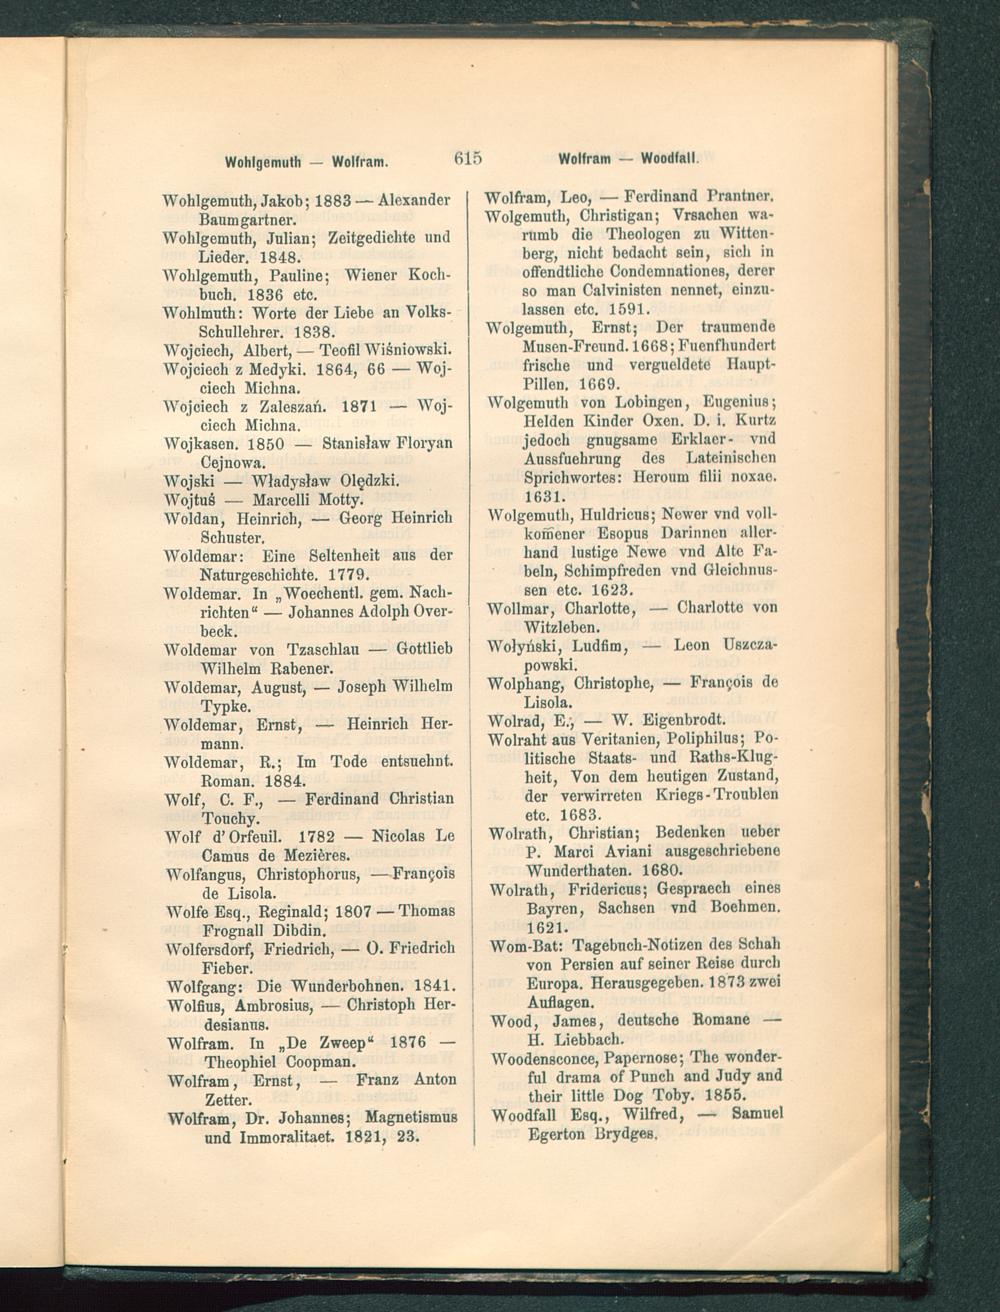 Wohlgemuth — Wolfram. 615 Wolfram — Woodfall.
Wohlgemuth, Jakob; 1883 — Alexander
Baumgartner.
Wohlgemuth, Julian; Zeitgedichte und
Lieder. 1848.
Wohlgemuth, Pauline; Wiener Koch-
buch. 1836 etc.
Wohlmuth: Worte der Liebe an Volks-
Schullehrer. 1838.
Wojciech, Albert, — Teofil Wiśniowski.
Wojciech z Medyki. 1864, 66 — Woj-
ciech Michna.
Wojciech z Zaleszań. 1871 — Woj-
ciech Michna.
Wojkasen. 1850 — Stanisław Floryan
Cejnowa.
Wojski — Władysław Olędzki.
Wojtuś — Marcelli Motty.
Woldan, Heinrich, — Georg Heinrich
Schuster.
Woldemar: Eine Seltenheit aus der
Naturgeschichte. 1779.
Woldemar. In „Woechentl. gem. Nach-
richten“ — Johannes Adolph Over-
beck.
Woldemar von Tzaschlau — Gottlieb
Wilhelm Rabener.
Woldemar, August, — Joseph Wilhelm
Typke.
Woldemar, Ernst, — Heinrich Her-
mann.
Woldemar, R.; Im Tode entsuehnt.
Roman. 1884.
Wolf, C. F., — Ferdinand Christian
Touchy.
Wolf d'Orfeuil. 1782 — Nicolas Le
Camus de Mezières.
Wolfangus, Christophorus, — François
de Lisola.
Wolfe Esq., Reginald; 1807 — Thomas
Frognall Dibdin.
Wolfersdorf, Friedrich, — O. Friedrich
Fieber.
Wolfgang: Die Wunderbohnen. 1841.
Wolfius, Ambrosius, — Christoph Her-
desianus.
Wolfram. In „De Zweep“ 1876 —
Theophiel Coopman.
Wolfram, Ernst, — Franz Anton
Zetter.
Wolfram, Dr. Johannes; Magnetismus
und Immoralitaet. 1821, 23.
Wolfram, Leo, — Ferdinand Prantner.
Wolgemuth, Christigan; Vrsachen wa-
rumb die Theologen zu Witten-
berg, nicht bedacht sein, sich in
offendtliche Condemnationes, derer
so man Calvinisten nennet, einzu-
lassen etc. 1591.
Wolgemuth, Ernst; Der traumende
Musen-Freund. 1668; Fuenfhundert
frische und vergueldete Haupt-
Pillen. 1669.
Wolgemuth von Lobingen, Eugenius;
Helden Kinder Oxen. D. i. Kurtz
jedoch gnugsame Erklaer- vnd
Aussfuehrung des Lateinischen
Sprichwortes: Heroum filii noxae.
1631.
Wolgemuth, Huldricus; Newer vnd voll-
kom̄ener Esopus Darinnen aller-
hand lustige Newe vnd Alte Fa-
beln, Schimpfreden vnd Gleichnus-
sen etc. 1623.
Wollmar, Charlotte, — Charlotte von
Witzleben.
Wołyński, Ludfim, — Leon Uszcza-
powski.
Wolphang, Christophe, — François de
Lisola.
Wolrad, E.; — W. Eigenbrodt.
Wolraht aus Veritanien, Poliphilus; Po-
litische Staats- und Raths-Klug-
heit, Von dem heutigen Zustand,
der verwirreten Kriegs-Troublen
etc. 1683.
Wolrath, Christian; Bedenken ueber
P. Marci Aviani ausgeschriebene
Wunderthaten. 1680.
Wolrath, Fridericus; Gespraech eines
Bayren, Sachsen vnd Boehmen.
1621.
Wom-Bat: Tagebuch-Notizen des Schah
von Persien auf seiner Reise durch
Europa. Herausgegeben. 1873 zwei
Auflagen.
Wood, James, deutsche Romane —
H. Liebbach.
Woodensconce, Papernose; The wonder-
ful drama of Punch and Judy and
their little Dog Toby. 1855.
Woodfall Esq., Wilfred, — Samuel
Egerton Brydges.